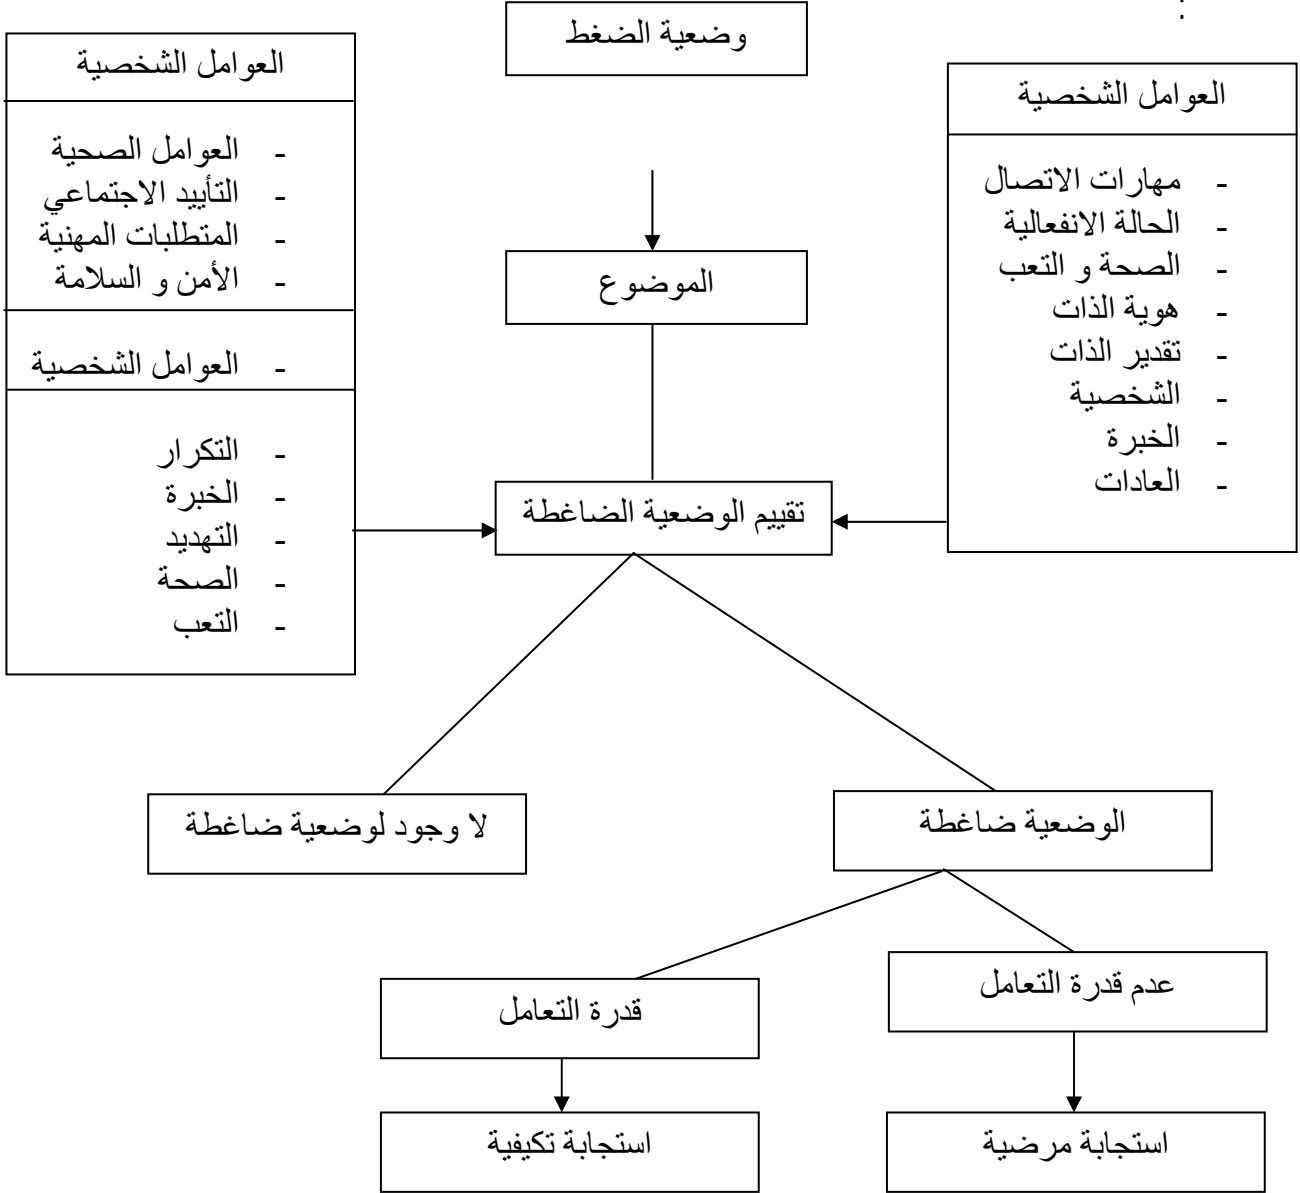 :
وضعية الضغط
العوامل الشخصية
- مهارات الاتصال
- الحالة الانفعالية
- الصحة و التعب
- هوية الذات
- تقدير الذات
- الشخصية
- الخبرة
- العادات
العوامل الشخصية
- العوامل الصحية
- التأييد الاجتماعي
- المتطلبات المهنية
- الأمن و السلامة
- العوامل الشخصية
- التكرار
- الخبرة
- التهديد
- الصحة
- التعب
الموضوع
تقييم الوضعية الضاغطة
الوضعية ضاغطة
لا وجود لوضعية ضاغطة
عدم قدرة التعامل
قدرة التعامل
استجابة مرضية
استجابة تكيفية